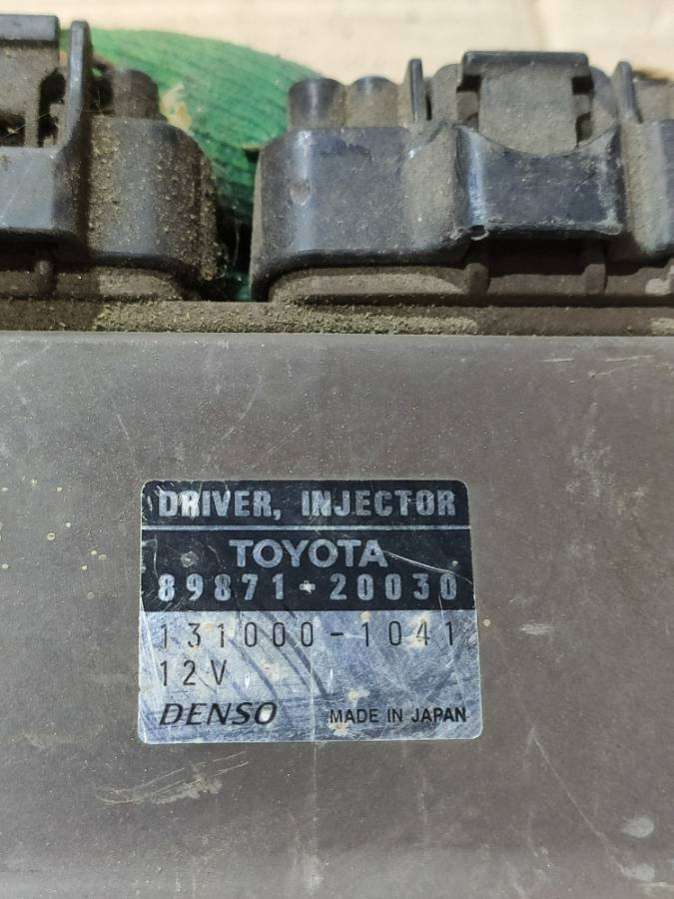 DRIVER, INJECTOR
TOYOTA
89871-20030
131000-1041
12V
DENSO MADE IN JAPAN